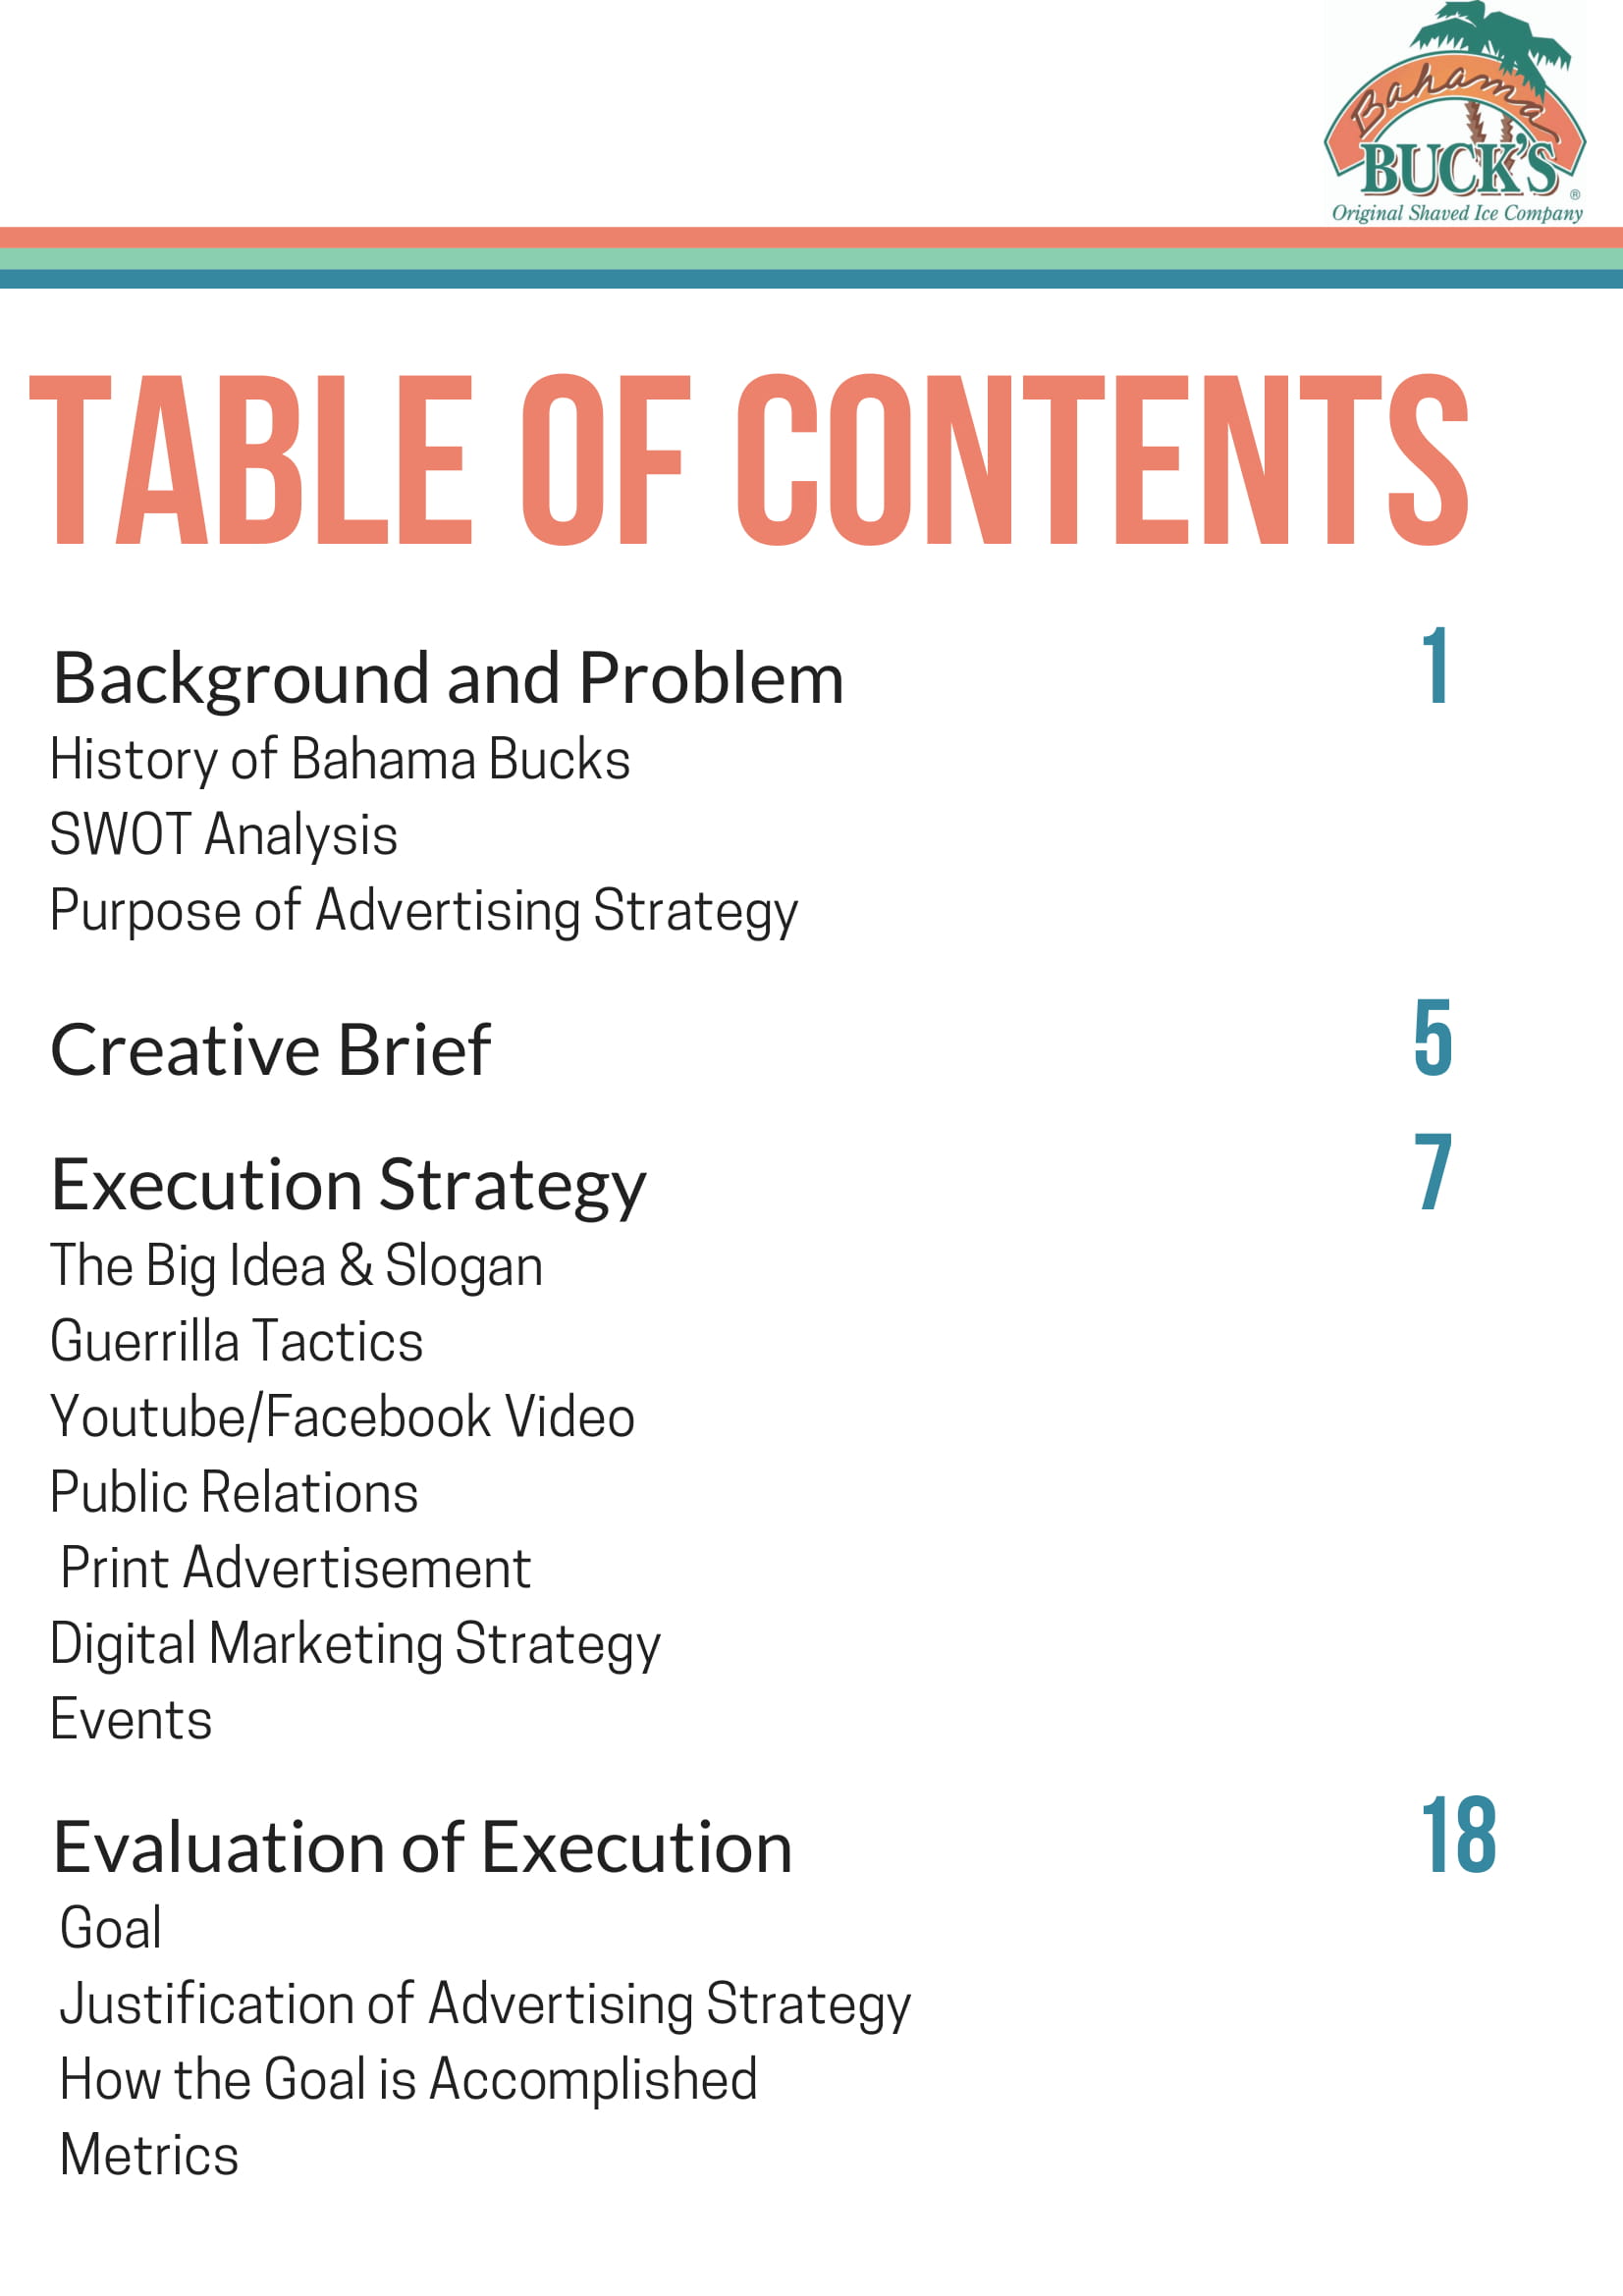 Bahama
BUCK'S ®
Original Shaved Ice Company
TABLE OF CONTENTS
Background and Problem 1
History of Bahama Bucks
SWOT Analysis
Purpose of Advertising Strategy
Creative Brief 5
Execution Strategy 7
The Big Idea & Slogan
Guerrilla Tactics
Youtube/Facebook Video
Public Relations
Print Advertisement
Digital Marketing Strategy
Events
Evaluation of Execution 18
Goal
Justification of Advertising Strategy
How the Goal is Accomplished
Metrics